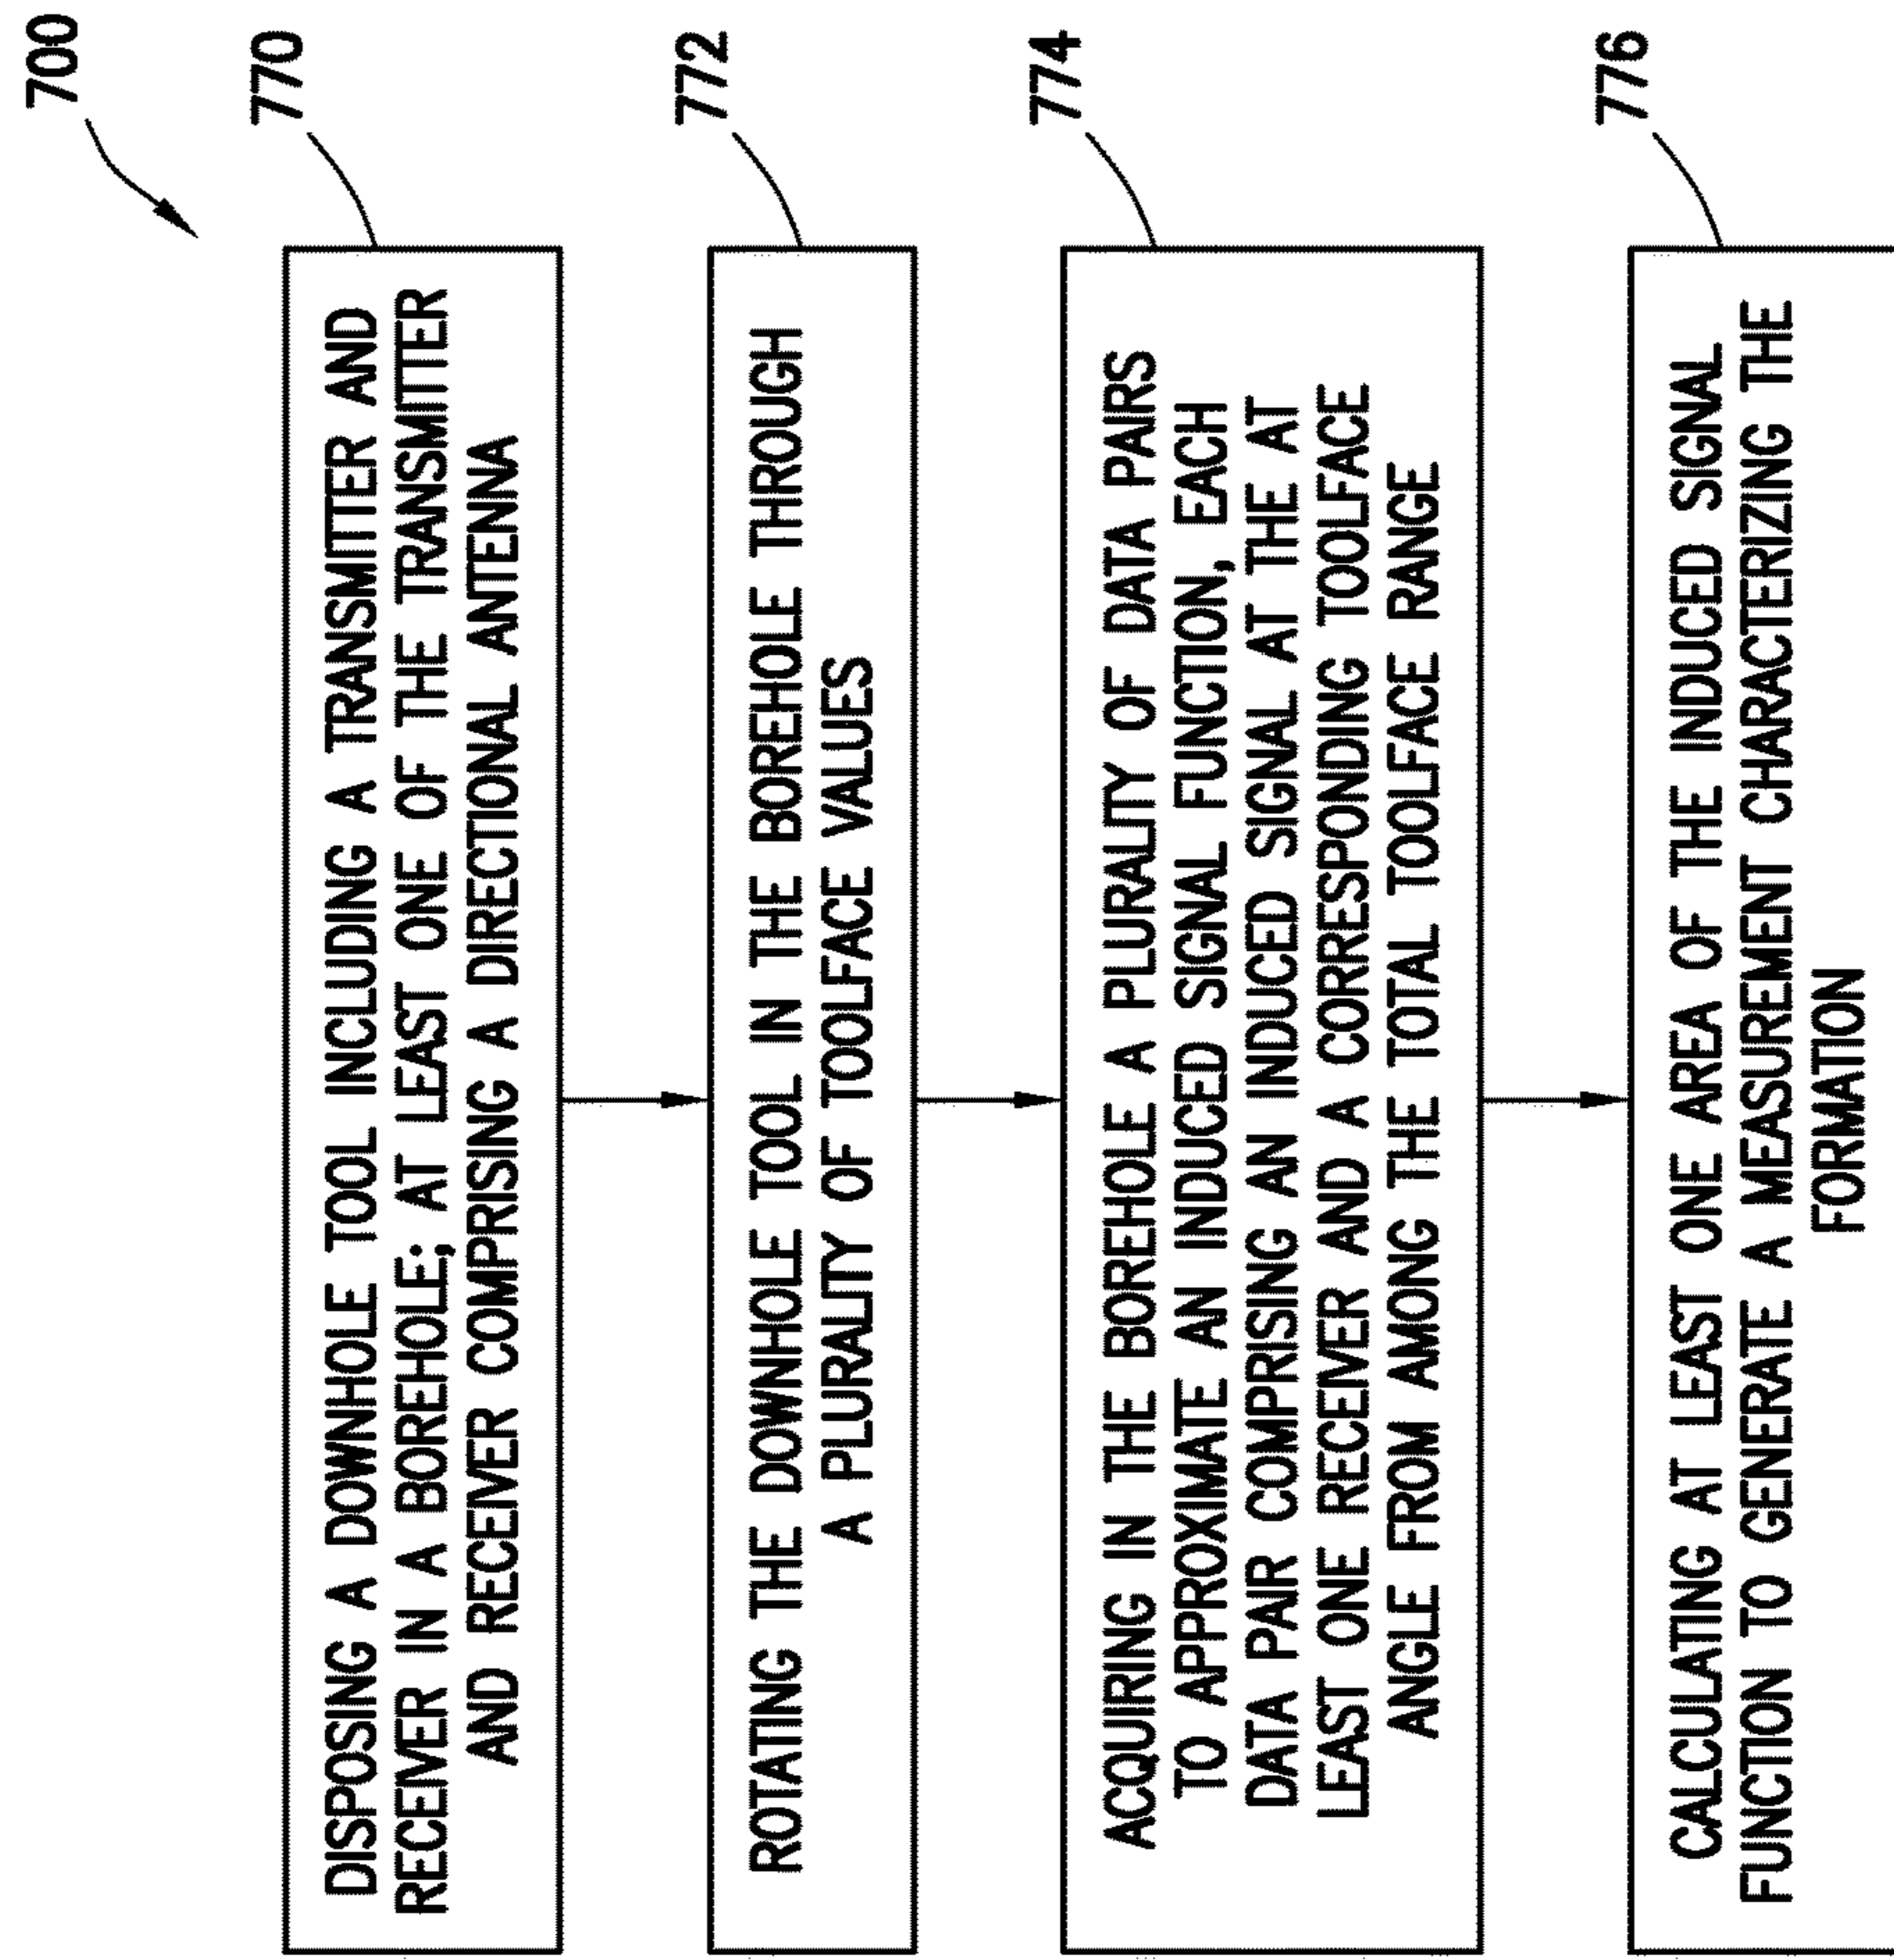 700
770
DISPOSING A DOWNHOLE TOOL INCLUDING A TRANSMITTER AND
RECEIVER IN A BOREHOLE; AT LEAST ONE OF THE TRANSMITTER
AND RECEIVER COMPRISING A DIRECTIONAL ANTENNA
772
ROTATING THE DOWNHOLE TOOL IN THE BOREHOLE THROUGH
A PLURALITY OF TOOLFACE VALUES
774
ACQUIRING IN THE BOREHOLE A PLURALITY OF DATA PAIRS
TO APPROXIMATE AN INDUCED SIGNAL FUNCTION, EACH
DATA PAIR COMPRISING AN INDUCED SIGNAL AT THE AT
LEAST ONE RECEIVER AND A CORRESPONDING TOOLFACE
ANGLE FROM AMONG THE TOTAL TOOLFACE RANGE
776
CALCULATING AT LEAST ONE AREA OF THE INDUCED SIGNAL
FUNCTION TO GENERATE A MEASUREMENT CHARACTERIZING THE
FORMATION